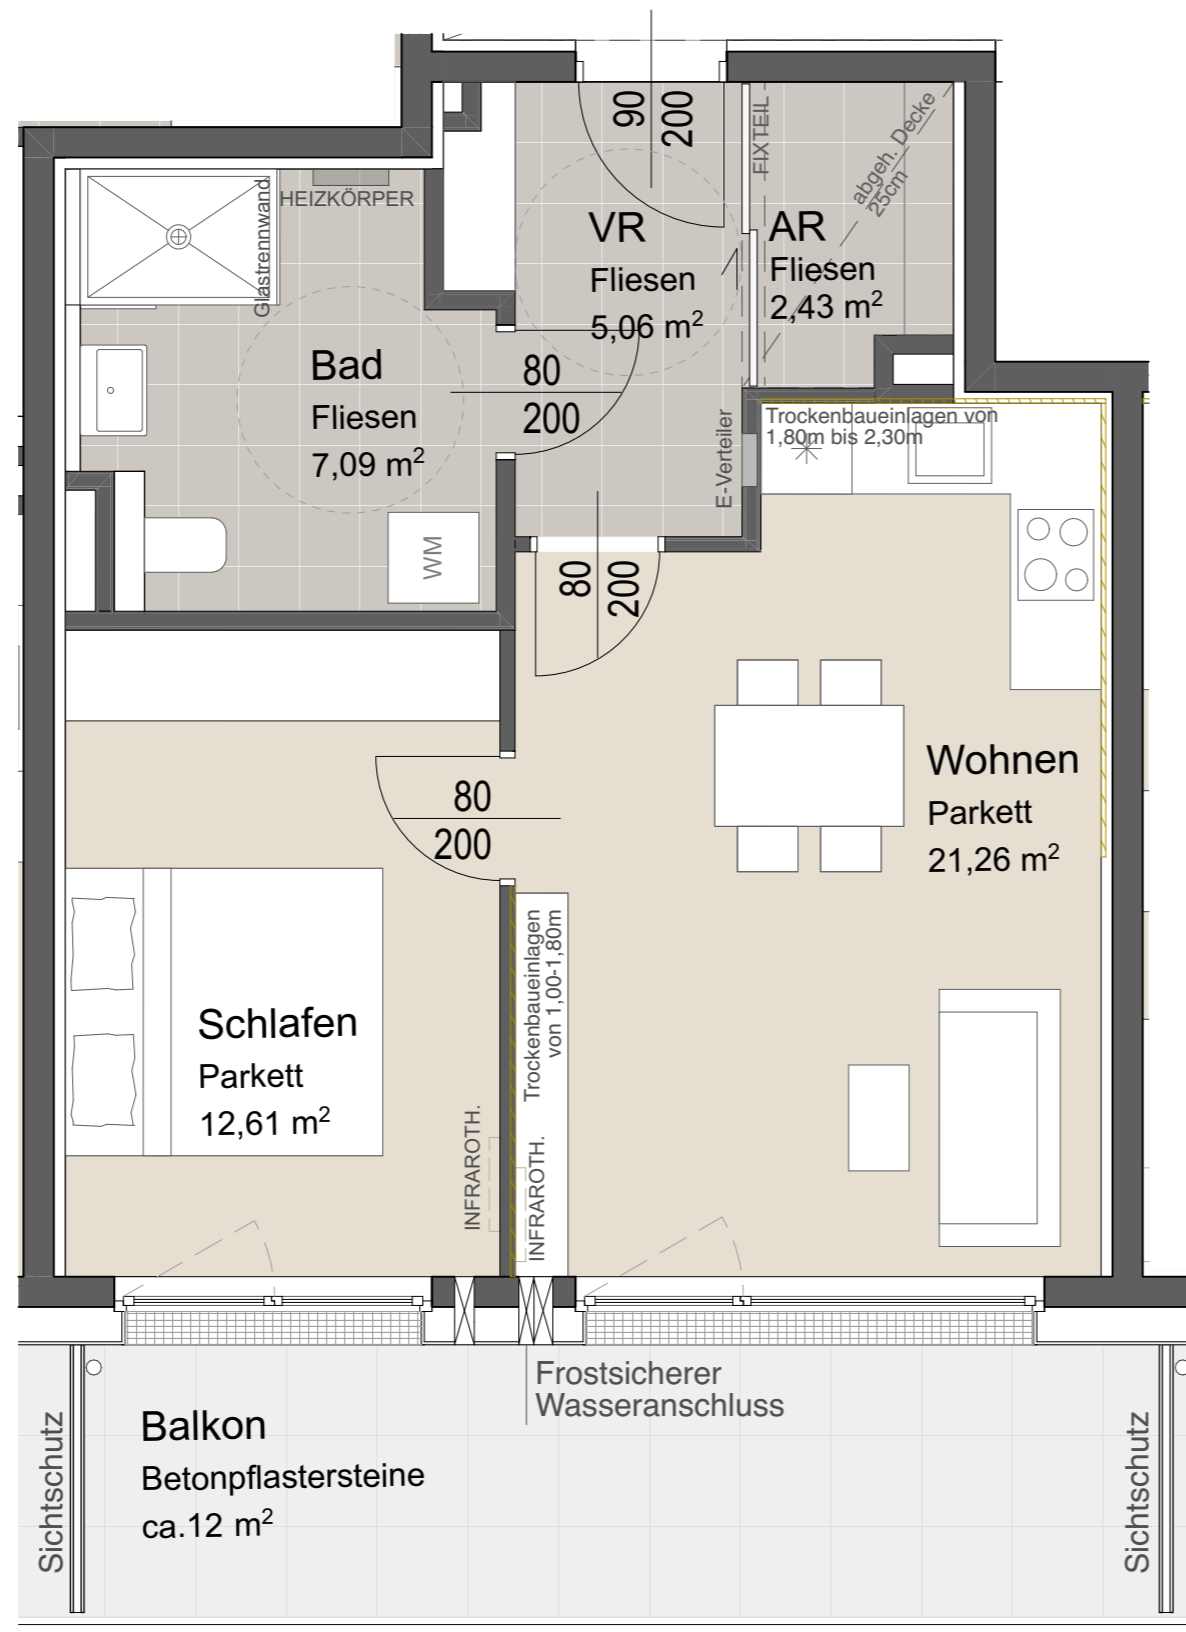 90
200
FIXTEIL
abgeh. Decke
25cm
Glastrennwand
HEIZKÖRPER
VR
Fliesen
5,06 m²
AR
Fliesen
2,43 m²
Bad
Fliesen
7,09 m²
80
200
E-Verteiler
Trockenbaueinlagen von
1,80m bis 2,30m
WM
80
200
80
200
Wohnen
Parkett
21,26 m²
Trockenbaueinlagen
von 1,00-1,80m
Schlafen
Parkett
12,61 m²
INFRAROTH.
INFRAROTH.
Frostsicherer
Wasseranschluss
Sichtschutz
Balkon
Betonpflastersteine
ca.12 m²
Sichtschutz